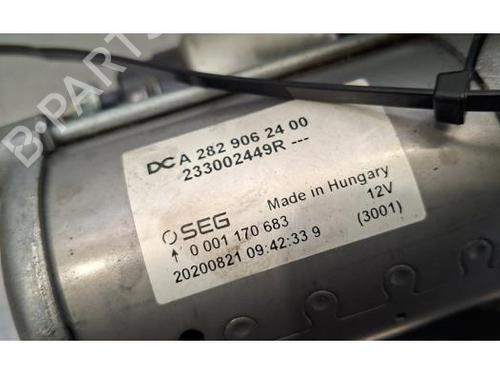 DC A 282 906 24 00
233002449R ---
SEG Made in Hungary
↑ 0 001 170 683 12V
20200821 09:42:33 9 (3001)
B-PARTS